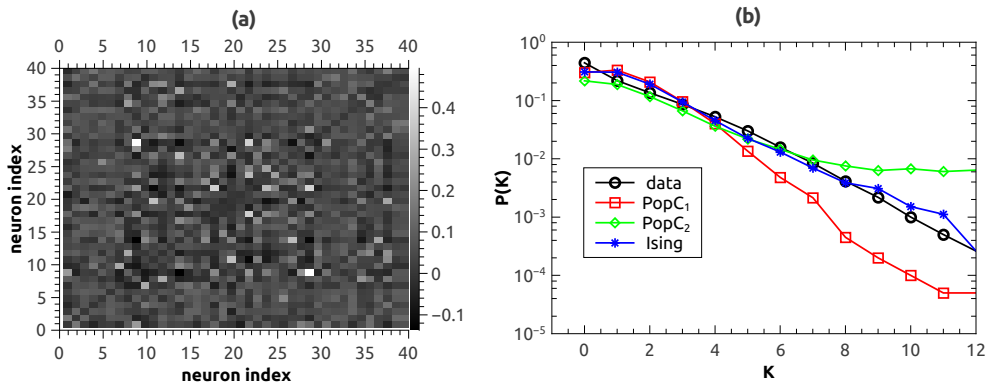 (a)
0 5 10 15 20 25 30 35 40
neuron index
40
35
30
25
20
15
10
5
0
0 5 10 15 20 25 30 35 40
neuron index
0.4
0.3
0.2
0.1
0
−0.1
(b)
P(K)
10^0
10^-1
10^-2
10^-3
10^-4
10^-5
data
PopC₁
PopC₂
Ising
0 2 4 6 8 10 12
K